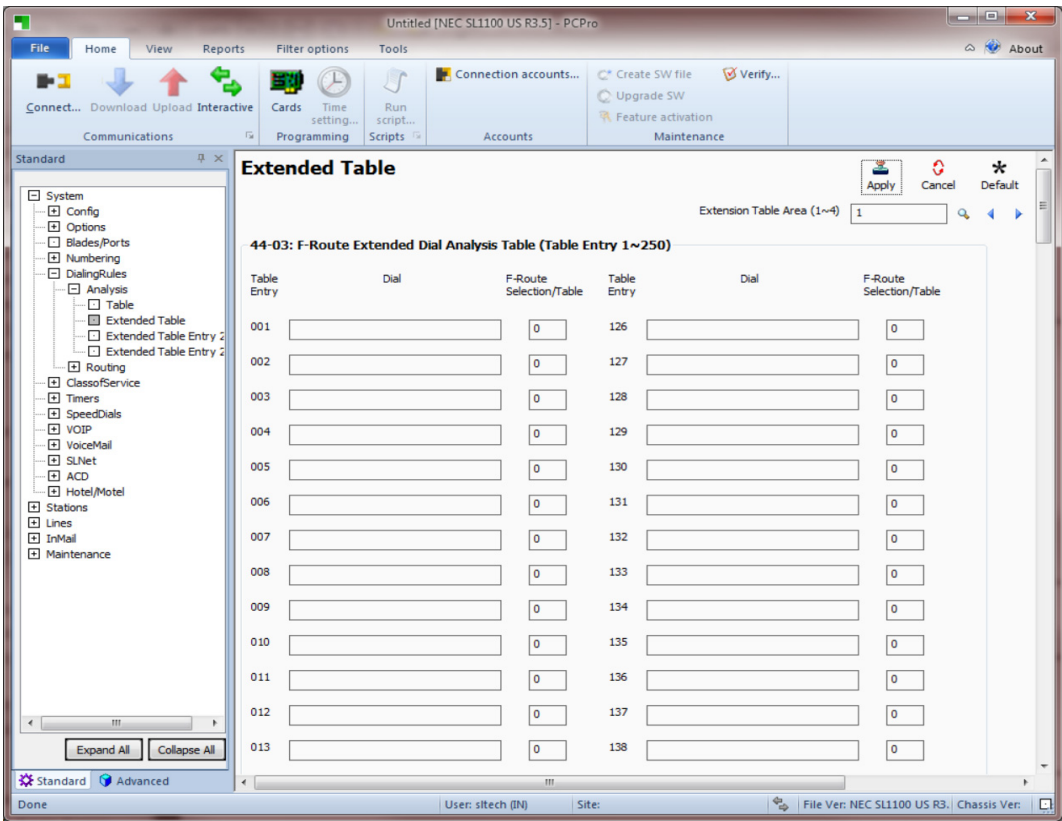 Untitled [NEC SL1100 US R3.5] - PCPro
File Home View Reports Filter options Tools About
Connect... Download Upload Interactive
Communications
Cards Time setting...
Programming
Run script...
Scripts
Connection accounts...
Accounts
Create SW file Verify...
Upgrade SW
Feature activation
Maintenance
Standard
System
Config
Options
Blades/Ports
Numbering
DialingRules
Analysis
Table
Extended Table
Extended Table Entry 2
Extended Table Entry 2
Routing
ClassofService
Timers
SpeedDials
VOIP
VoiceMail
SLNet
ACD
Hotel/Motel
Stations
Lines
InMail
Maintenance
Expand All Collapse All
Standard Advanced
Extended Table
Apply Cancel Default
Extension Table Area (1~4) 1
44-03: F-Route Extended Dial Analysis Table (Table Entry 1~250)
Table Entry Dial F-Route Selection/Table Table Entry Dial F-Route Selection/Table
001 0 126 0
002 0 127 0
003 0 128 0
004 0 129 0
005 0 130 0
006 0 131 0
007 0 132 0
008 0 133 0
009 0 134 0
010 0 135 0
011 0 136 0
012 0 137 0
013 0 138 0
Done User: sltech (IN) Site: File Ver: NEC SL1100 US R3. Chassis Ver: